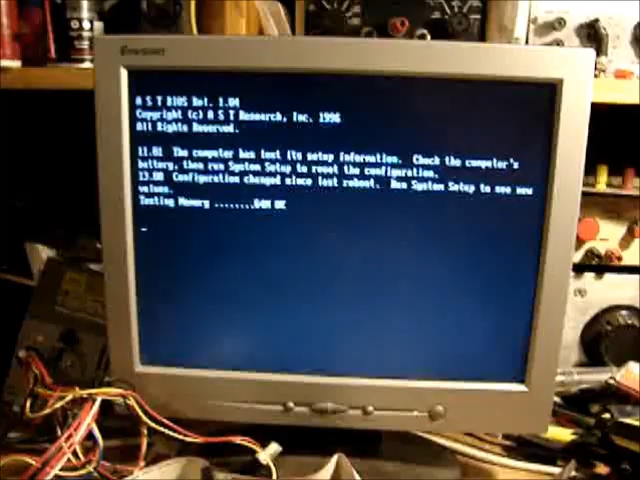 A S T BIOS Rel. 1.04
Copyright (c) A S T Research, Inc. 1996
All Rights Reserved.
11.01 The computer has lost its setup information. Check the computer's
battery, then run System Setup to reset the configuration.
13.00 Configuration changed since last reboot. Run System Setup to see new
values.
Testing Memory ........64M OK